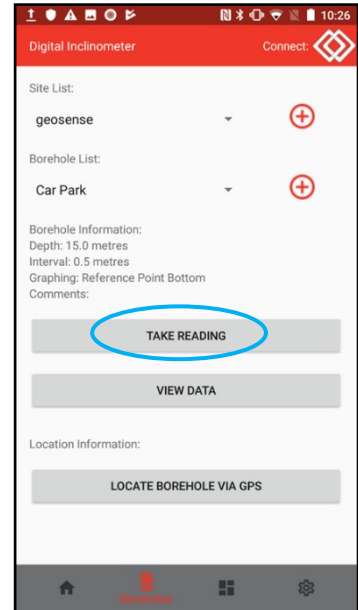 10:26
Digital Inclinometer
Connect:
Site List:
geosense
Borehole List:
Car Park
Borehole Information:
Depth: 15.0 metres
Interval: 0.5 metres
Graphing: Reference Point Bottom
Comments:
TAKE READING
VIEW DATA
Location Information:
LOCATE BOREHOLE VIA GPS